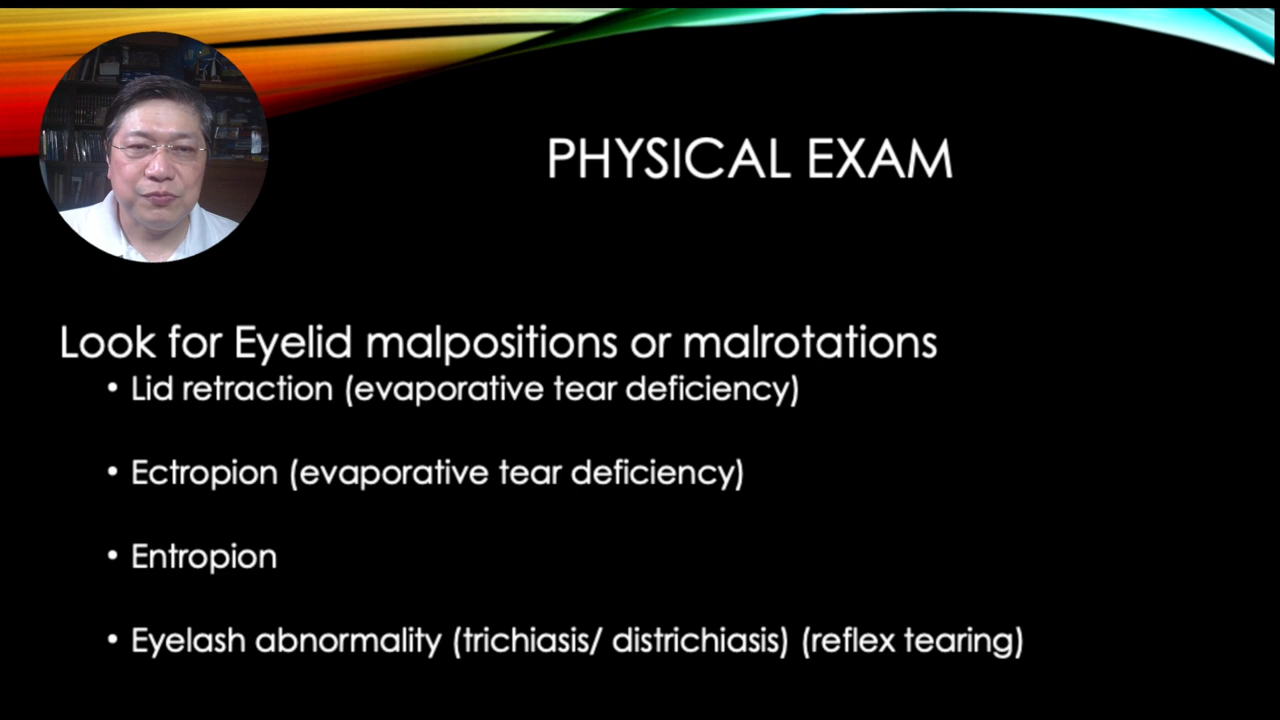 PHYSICAL EXAM
Look for Eyelid malpositions or malrotations
• Lid retraction (evaporative tear deficiency)
• Ectropion (evaporative tear deficiency)
• Entropion
• Eyelash abnormality (trichiasis/ districhiasis) (reflex tearing)